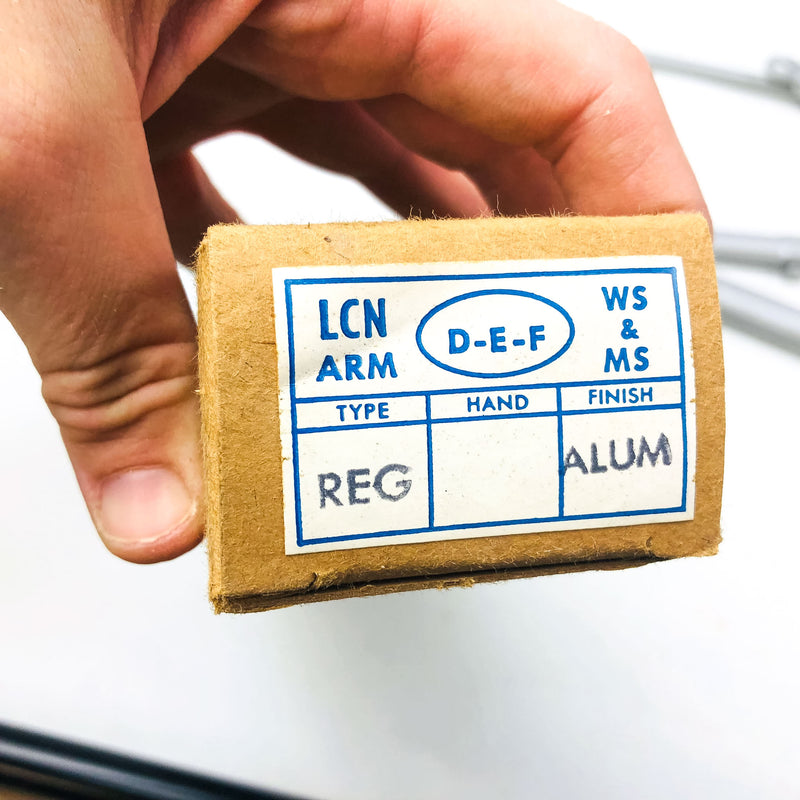 LCN
ARM
D-E-F
WS
&
MS
TYPE HAND FINISH
REG ALUM